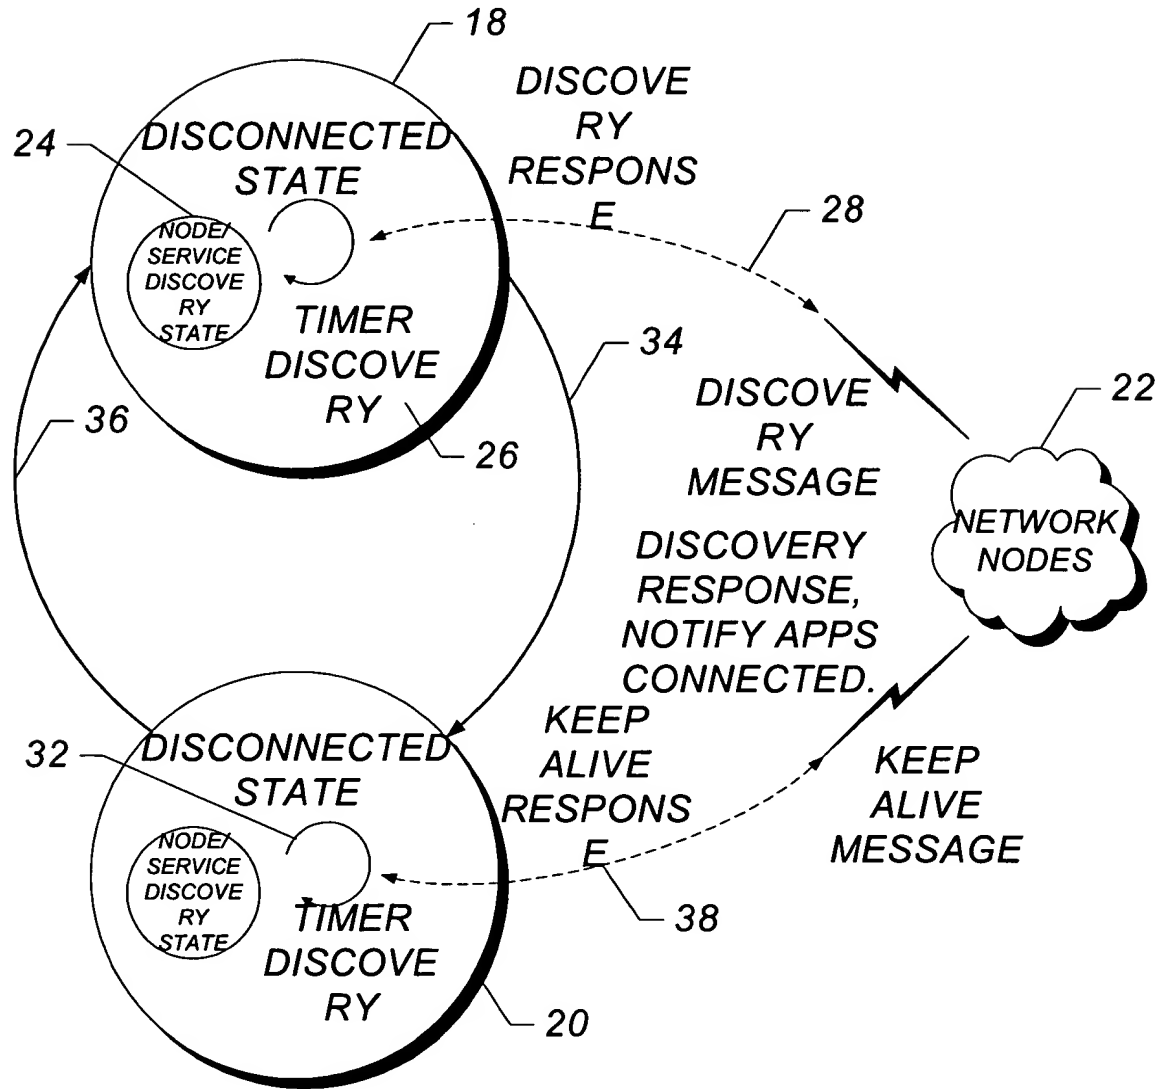 18
DISCOVE
RY
RESPONS
E
24
DISCONNECTED
STATE
28
NODE/
SERVICE
DISCOVE
RY
STATE
TIMER
DISCOVE
RY
34
DISCOVE
RY
MESSAGE
22
36
26
NETWORK
NODES
DISCOVERY
RESPONSE,
NOTIFY APPS
CONNECTED.
32
DISCONNECTED
STATE
KEEP
ALIVE
RESPONS
E
KEEP
ALIVE
MESSAGE
NODE/
SERVICE
DISCOVE
RY
STATE
TIMER
DISCOVE
RY
38
20